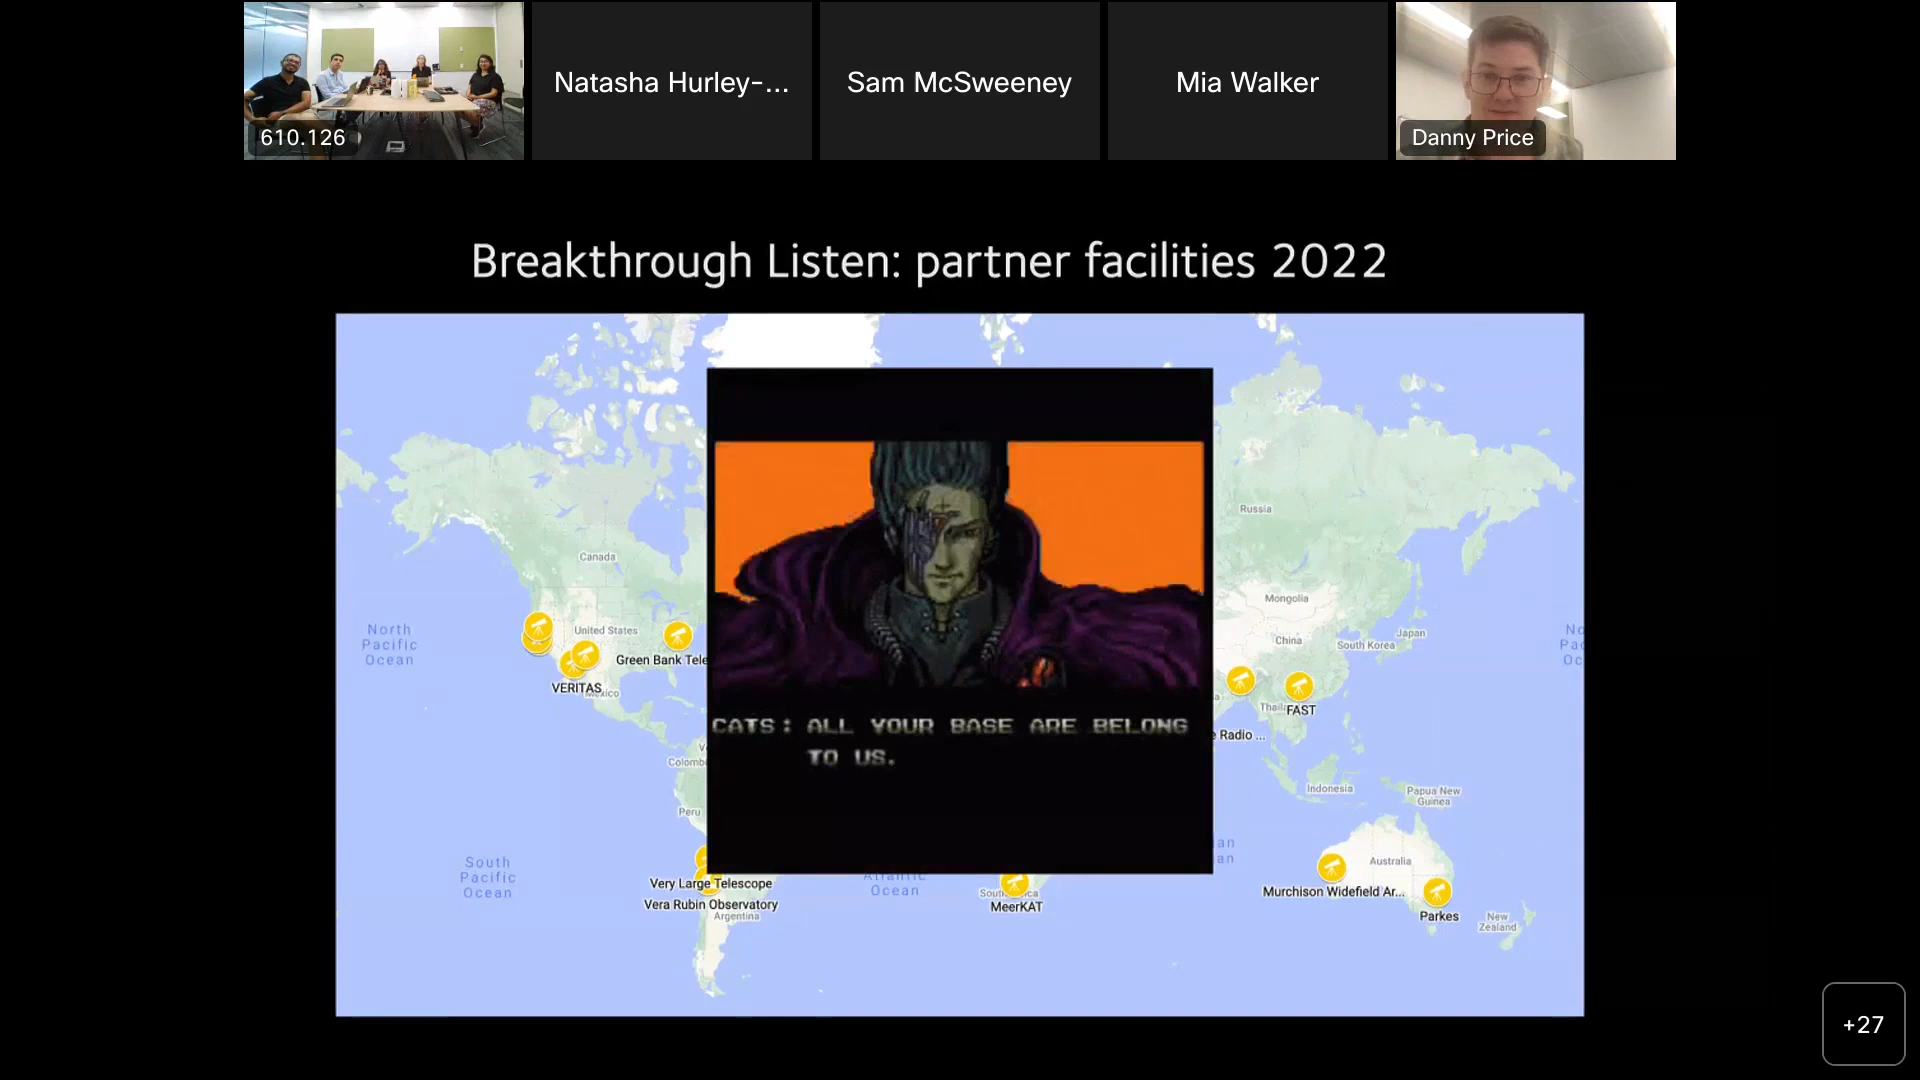 610.126
Natasha Hurley-...
Sam McSweeney
Mia Walker
Danny Price
Breakthrough Listen: partner facilities 2022
Canada
Russia
Mongolia
North
Pacific
Ocean
United States
China
Japan
South Korea
Green Bank Tele
VERITAS
Mexico
FAST
Radio ...
CATS: ALL YOUR BASE ARE BELONG
TO US.
Colomb
Indonesia
Papua New
Guinea
Peru
South
Pacific
Ocean
Very Large Telescope
Vera Rubin Observatory
Argentina
Atlantic
Ocean
MeerKAT
Australia
Murchison Widefield Ar...
Parkes
New
Zealand
+27